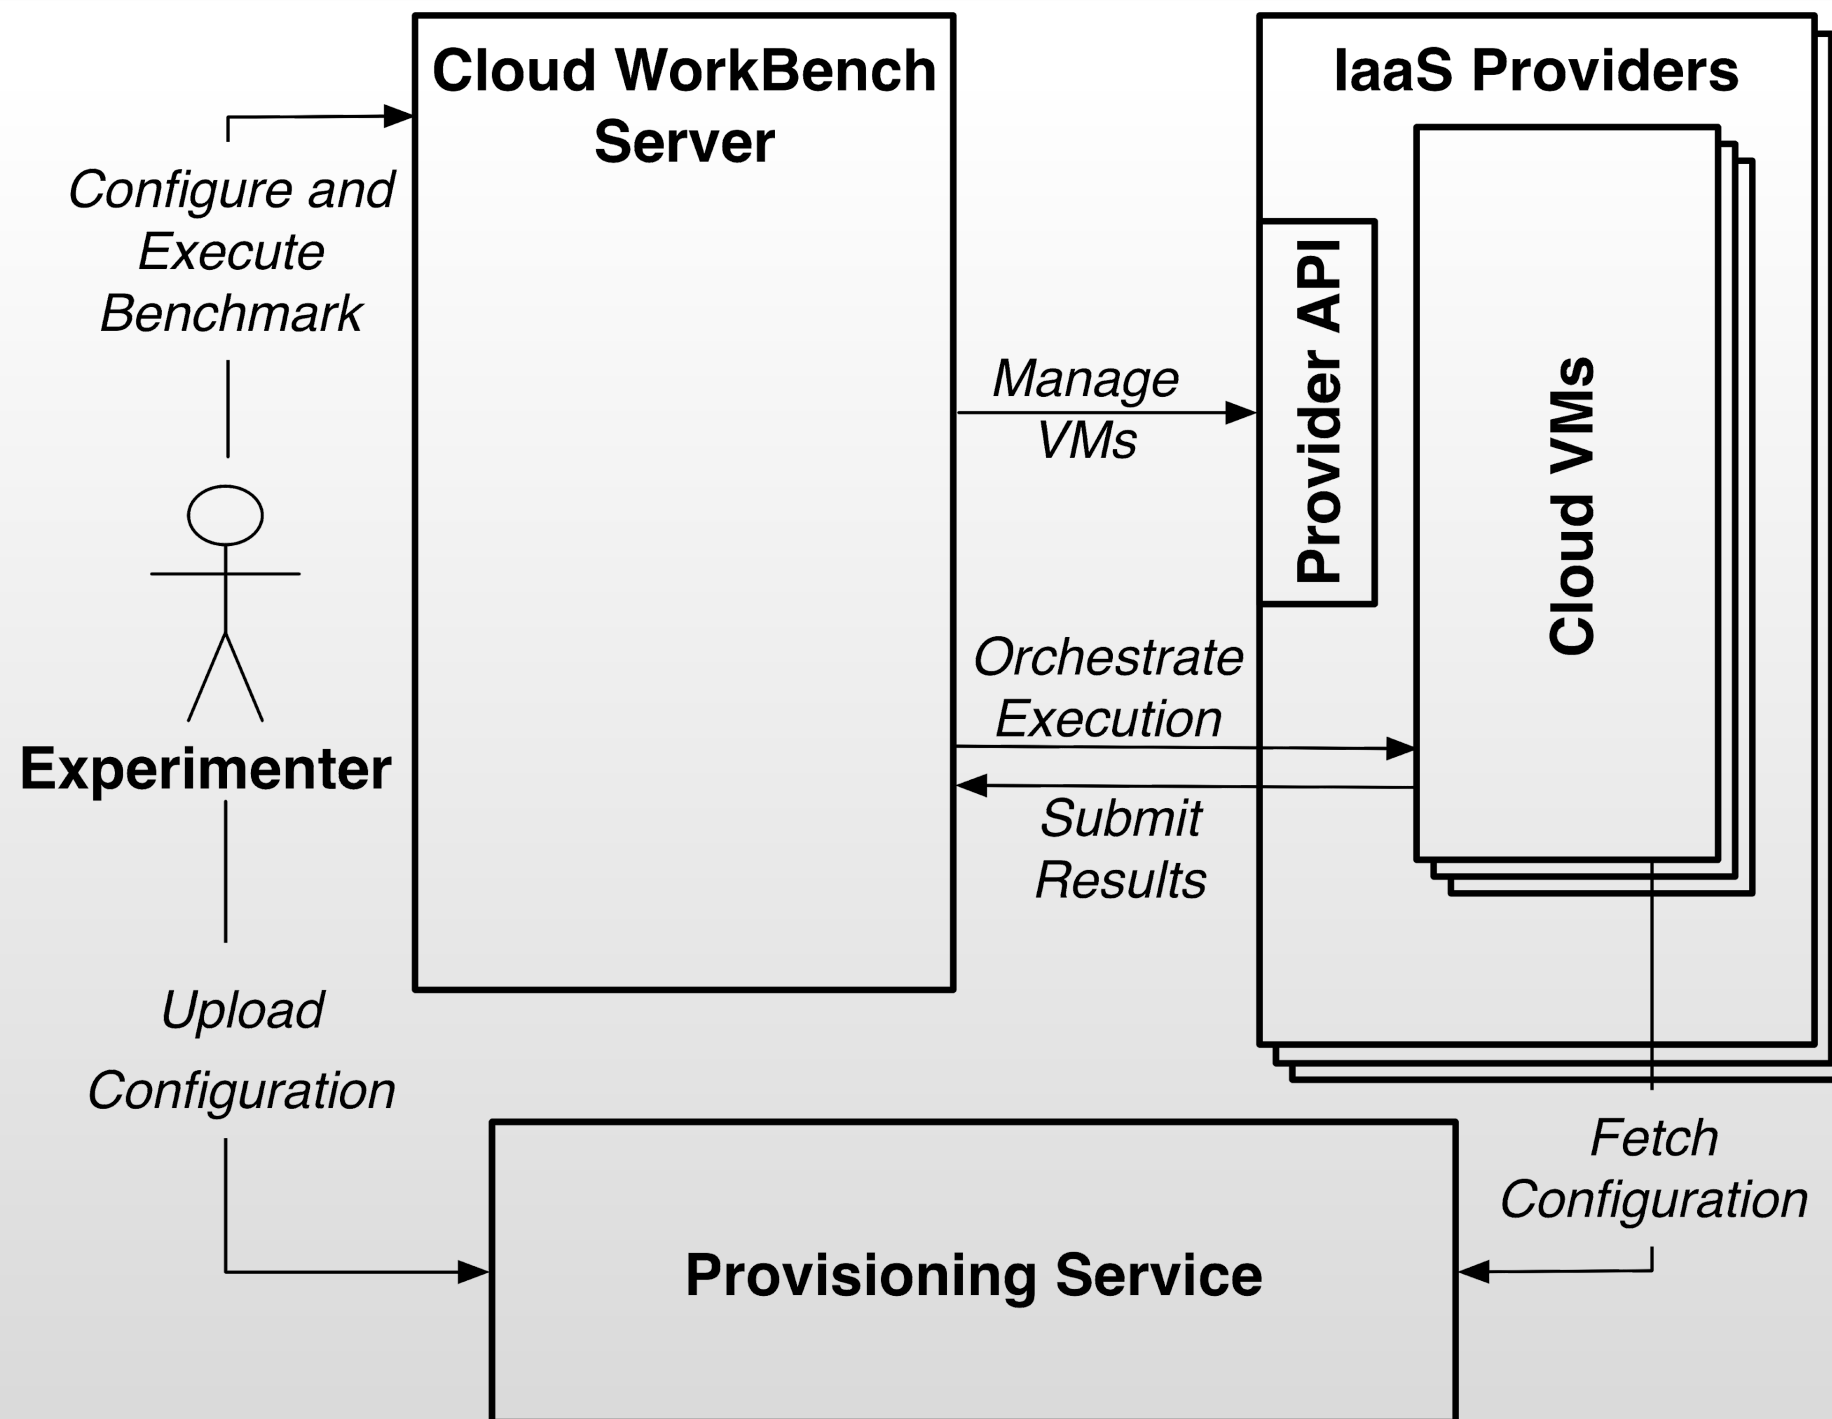 Cloud WorkBench
Server
IaaS Providers
Configure and
Execute
Benchmark
Provider API
Cloud VMs
Manage
VMs
Orchestrate
Execution
Experimenter
Submit
Results
Upload
Configuration
Fetch
Configuration
Provisioning Service